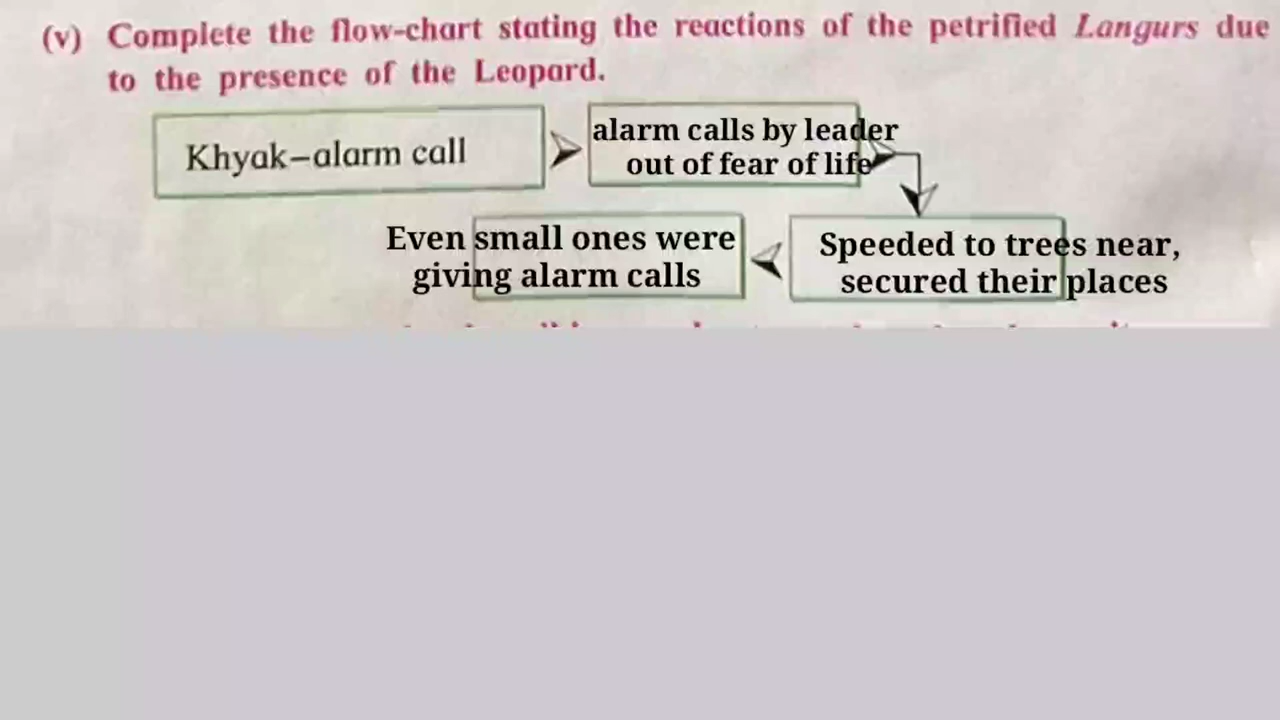 (v) Complete the flow-chart stating the reactions of the petrified Langurs due
to the presence of the Leopard.
Khyak–alarm call
alarm calls by leader
out of fear of life
Speeded to trees near,
secured their places
Even small ones were
giving alarm calls